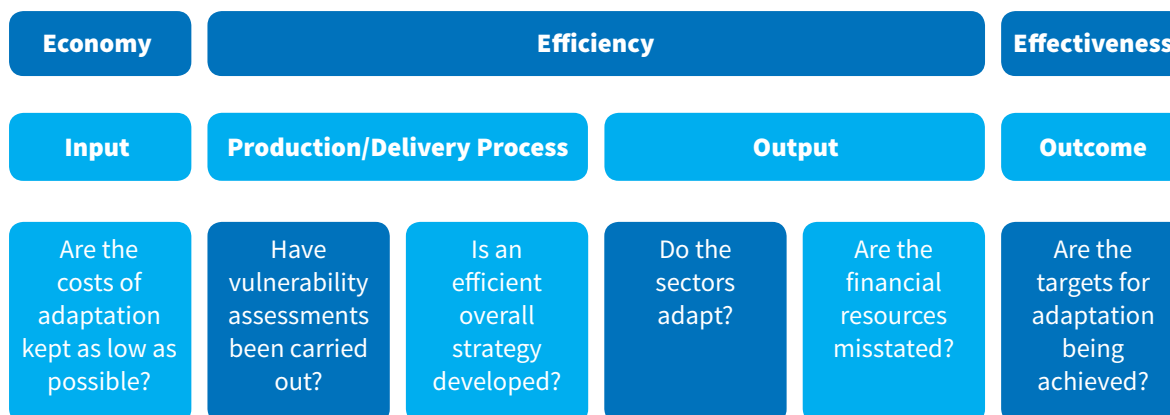 Economy
Efficiency
Effectiveness
Input
Production/Delivery Process
Output
Outcome
Are the
costs of
adaptation
kept as low as
possible?
Have
vulnerability
assessments
been carried
out?
Is an
efficient
overall
strategy
developed?
Do the
sectors
adapt?
Are the
financial
resources
misstated?
Are the
targets for
adaptation
being
achieved?